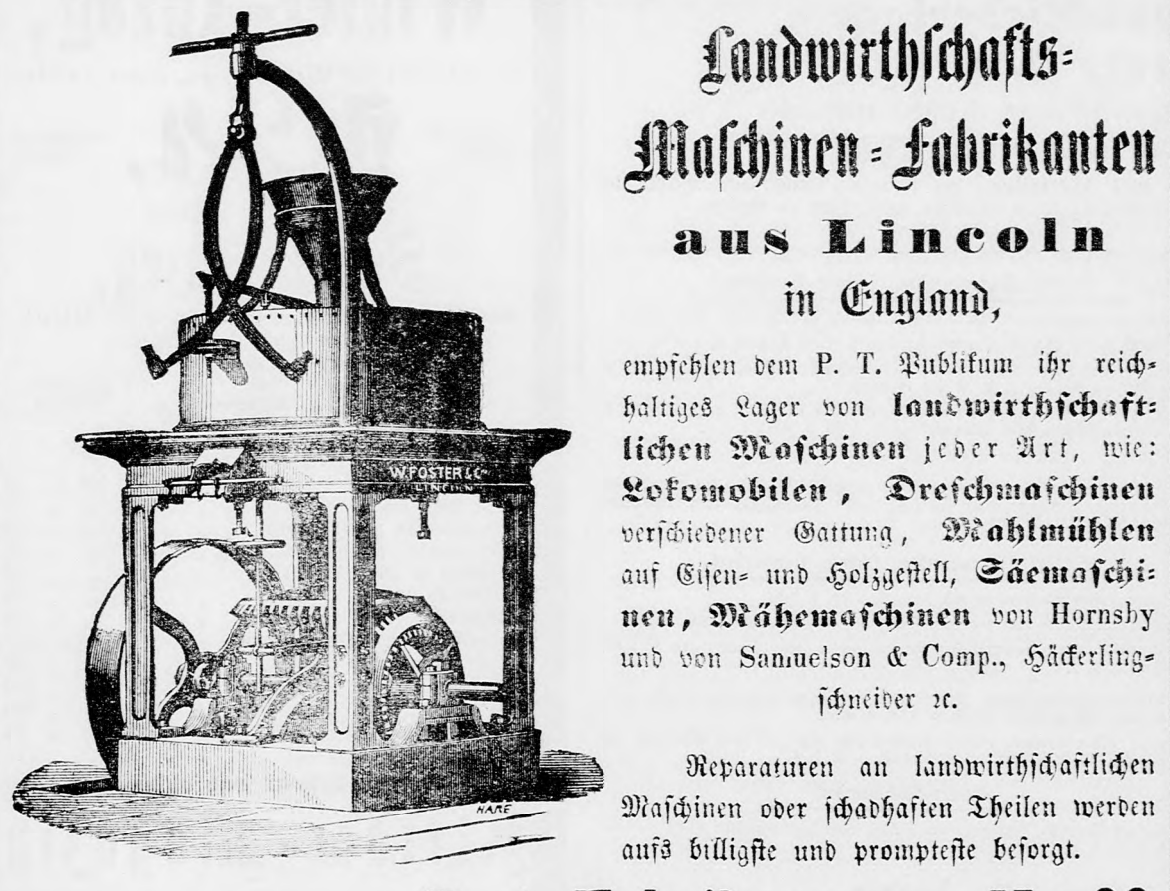 W. FOSTER & Co
LINCOLN
HARE
Landwirthſchafts-
Maſchinen-Fabrikanten
aus Lincoln
in England,
empfehlen dem P. T. Publikum ihr reich-
haltiges Lager von landwirthſchaft-
lichen Maſchinen jeder Art, wie:
Lokomobilen, Dreſchmaſchinen
verſchiedener Gattung, Mahlmühlen
auf Eiſen- und Holzgeſtell, Säemaſchi-
nen, Mähemaſchinen von Hornsby
und von Samuelson & Comp., Häckerling-
ſchneider ꝛc.
Reparaturen an landwirthſchaftlichen
Maſchinen oder ſchadhaften Theilen werden
aufs billigſte und prompteſte beſorgt.